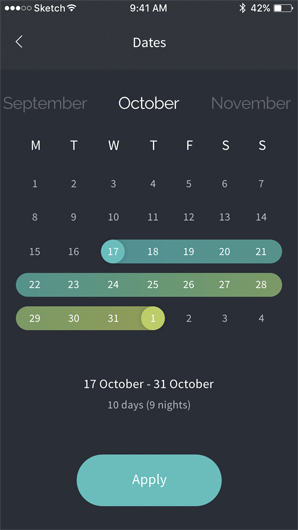 Sketch 9:41 AM 42%
Dates
September October November
M T W T F S S
1 2 3 4 5 6 7
8 9 10 11 12 13 14
15 16 17 18 19 20 21
22 23 24 25 26 27 28
29 30 31 1 2 3 4
17 October - 31 October
10 days (9 nights)
Apply